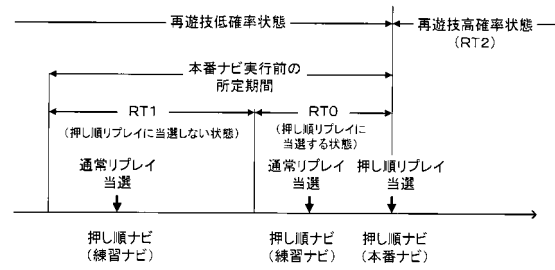 再遊技低確率状態
再遊技高確率状態
(RT2)
本番ナビ実行前の
所定期間
RT1
(押し順リプレイに当選しない状態)
RT0
(押し順リプレイに
当選する状態)
通常リプレイ
当選
通常リプレイ
当選
押し順リプレイ
当選
押し順ナビ
(練習ナビ)
押し順ナビ
(練習ナビ)
押し順ナビ
(本番ナビ)